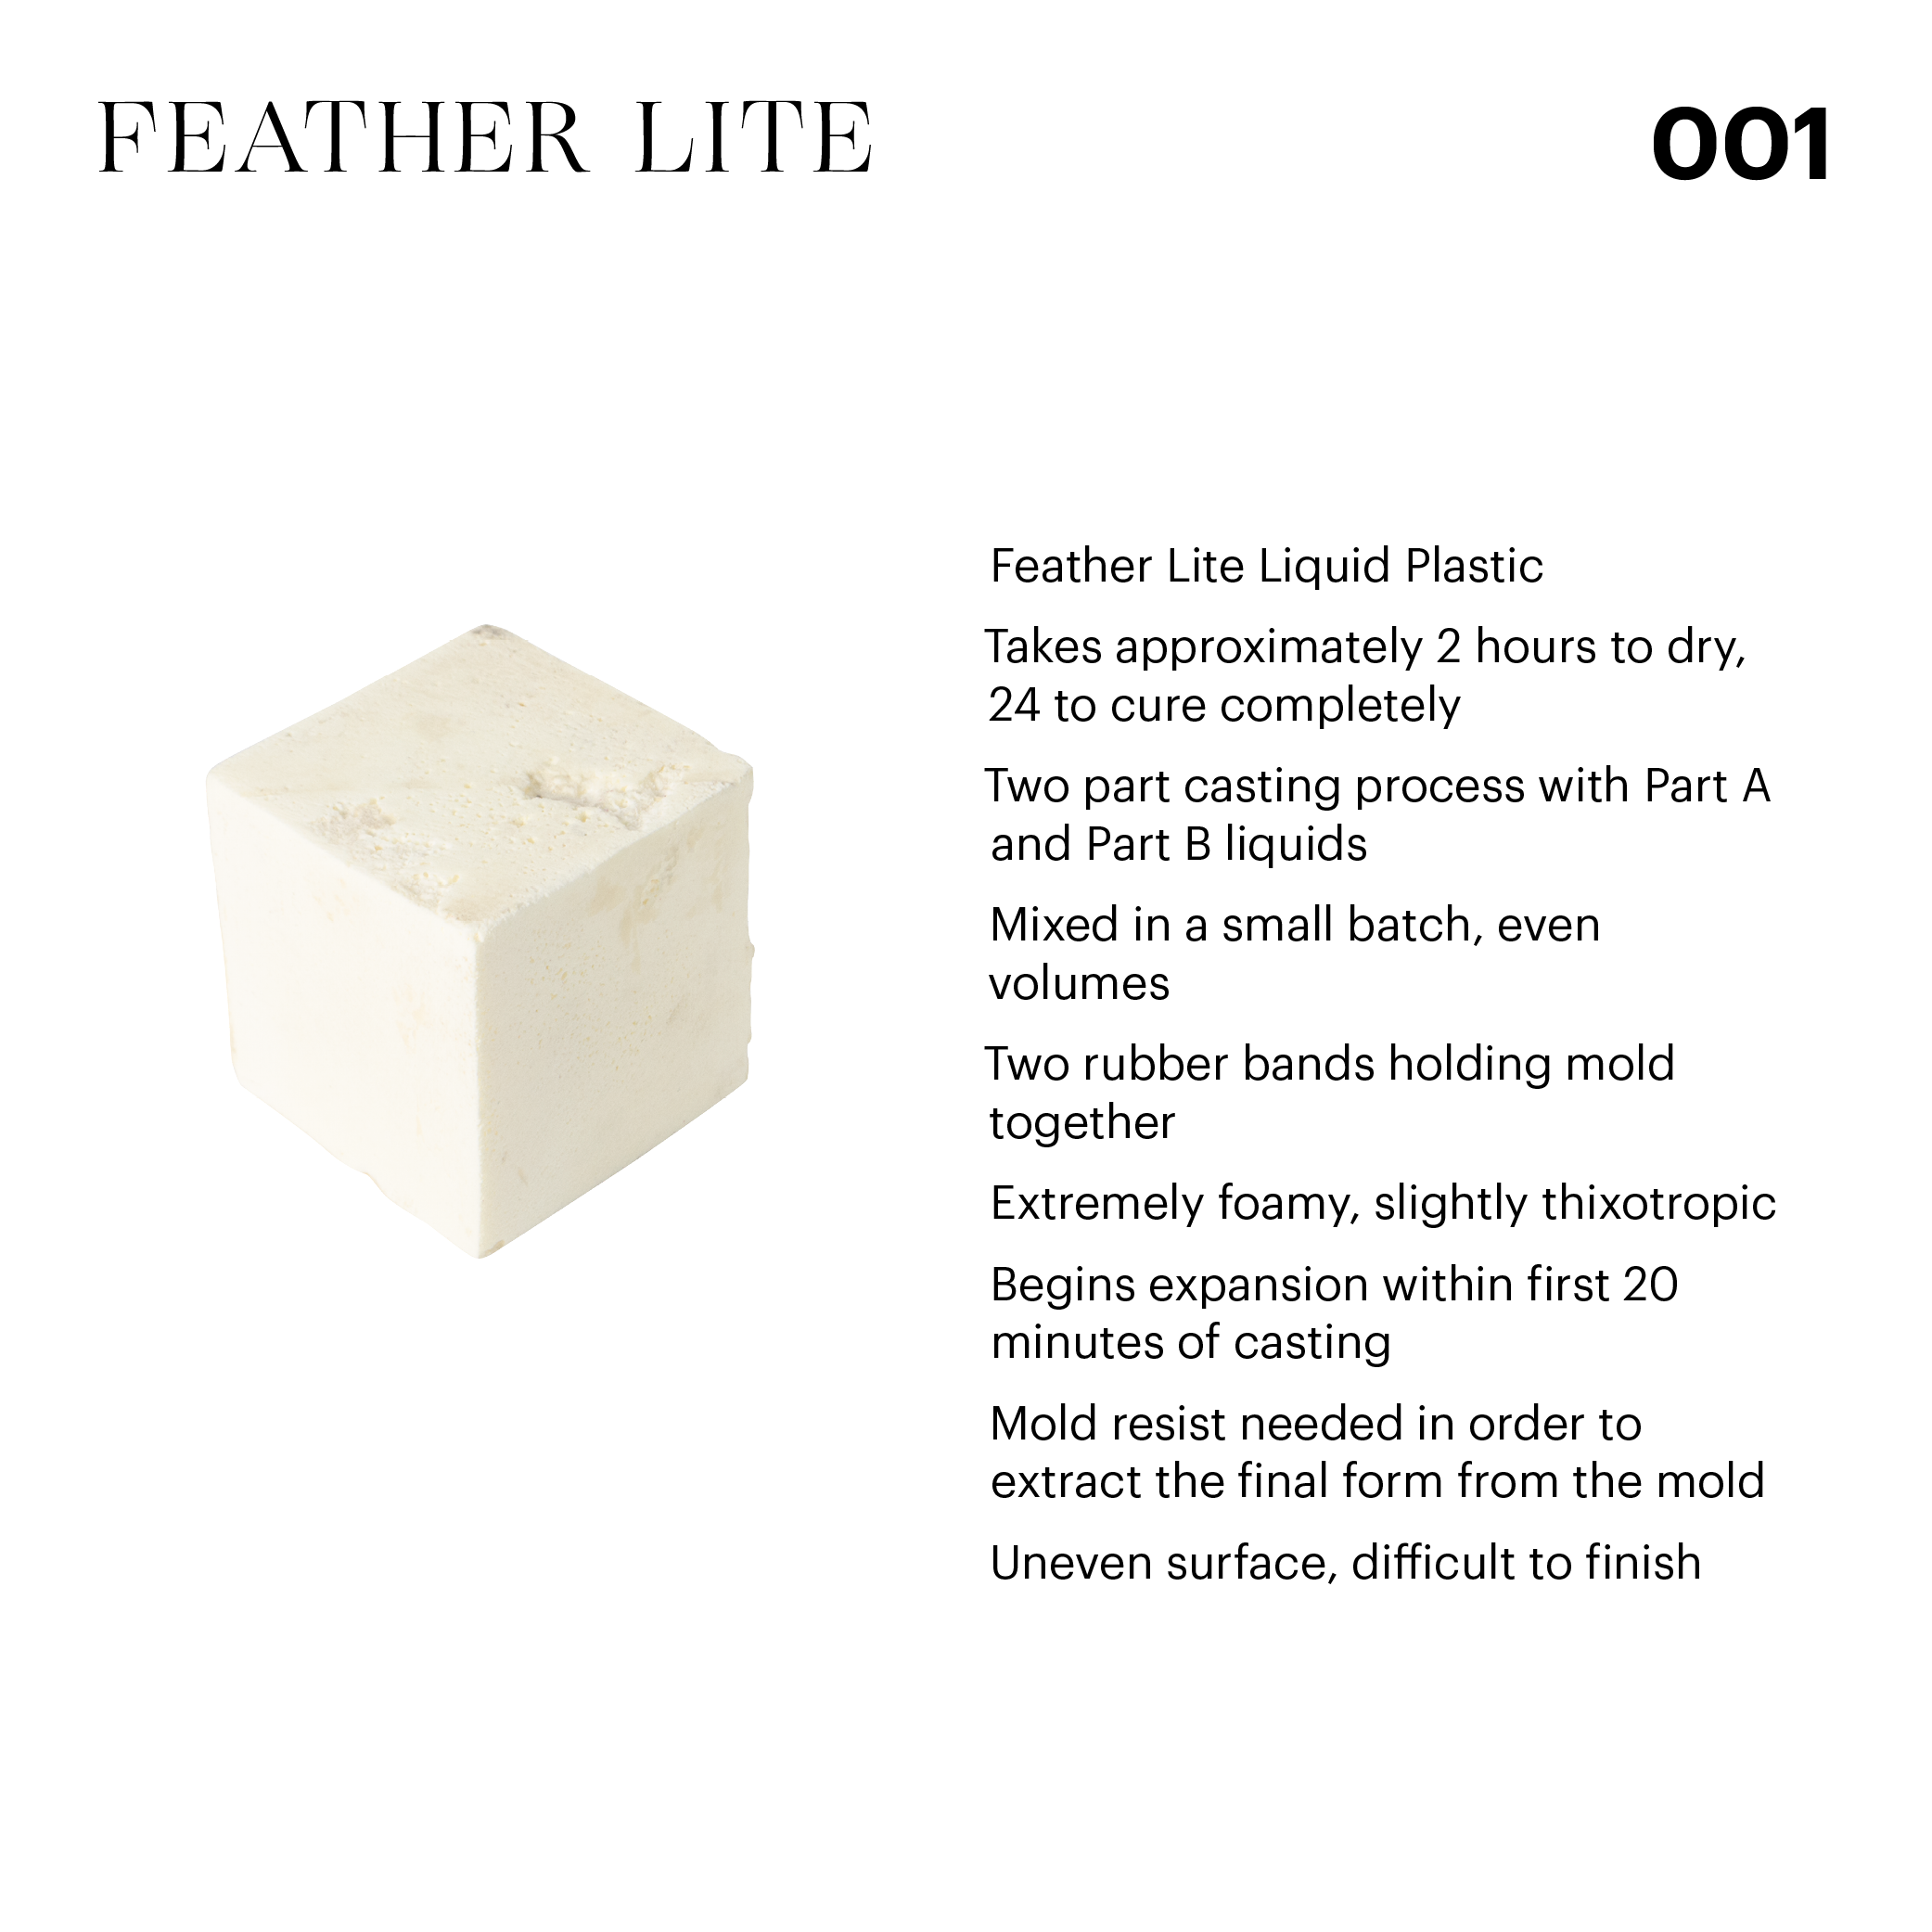 FEATHER LITE
001
Feather Lite Liquid Plastic
Takes approximately 2 hours to dry,
24 to cure completely
Two part casting process with Part A
and Part B liquids
Mixed in a small batch, even
volumes
Two rubber bands holding mold
together
Extremely foamy, slightly thixotropic
Begins expansion within first 20
minutes of casting
Mold resist needed in order to
extract the final form from the mold
Uneven surface, difficult to finish